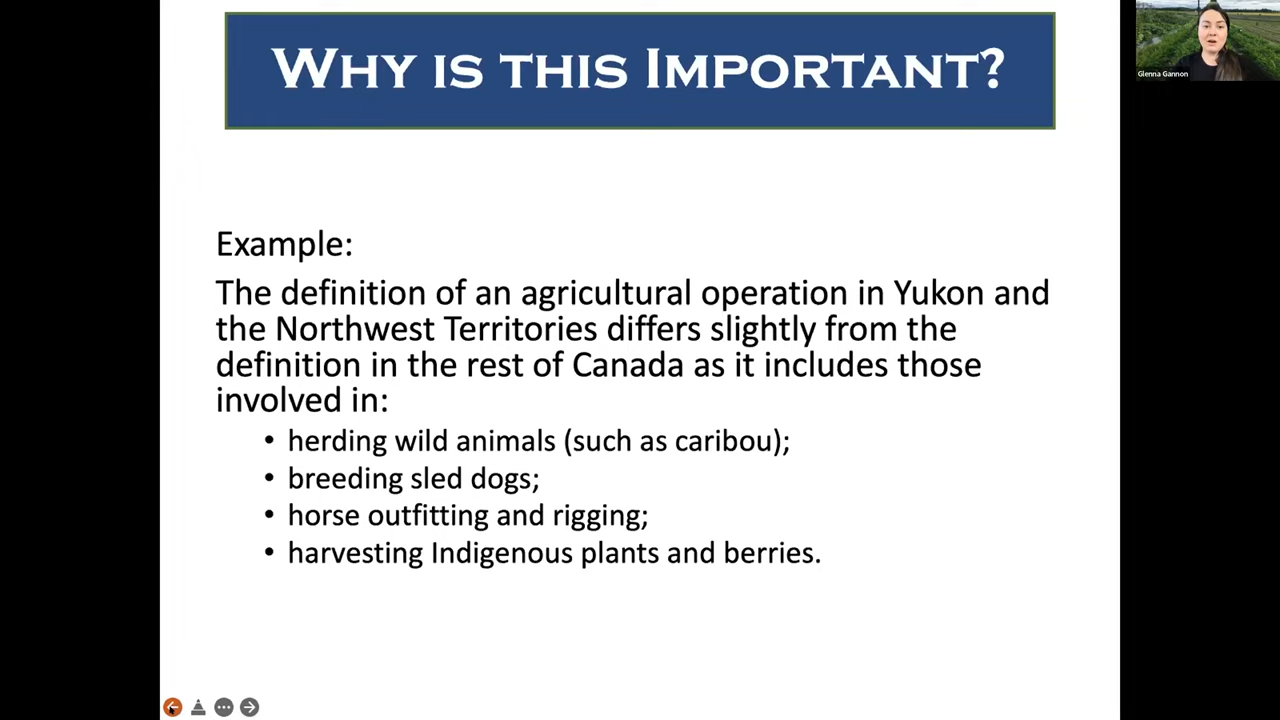 WHY IS THIS IMPORTANT?
Glenna Gannon
Example:
The definition of an agricultural operation in Yukon and
the Northwest Territories differs slightly from the
definition in the rest of Canada as it includes those
involved in:
• herding wild animals (such as caribou);
• breeding sled dogs;
• horse outfitting and rigging;
• harvesting Indigenous plants and berries.